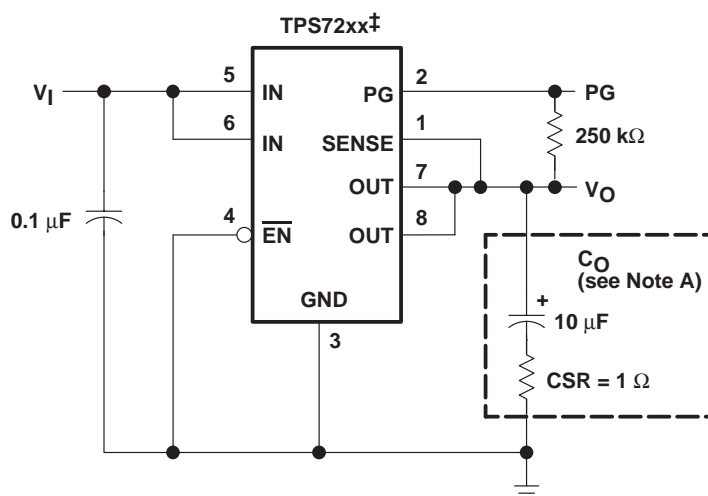 TPS72xx‡
VI
5
IN
PG
2
PG
6
IN
SENSE
1
250 kΩ
OUT
7
VO
0.1 μF
4
EN
OUT
8
CO
(see Note A)
GND
+
10 μF
3
CSR = 1 Ω